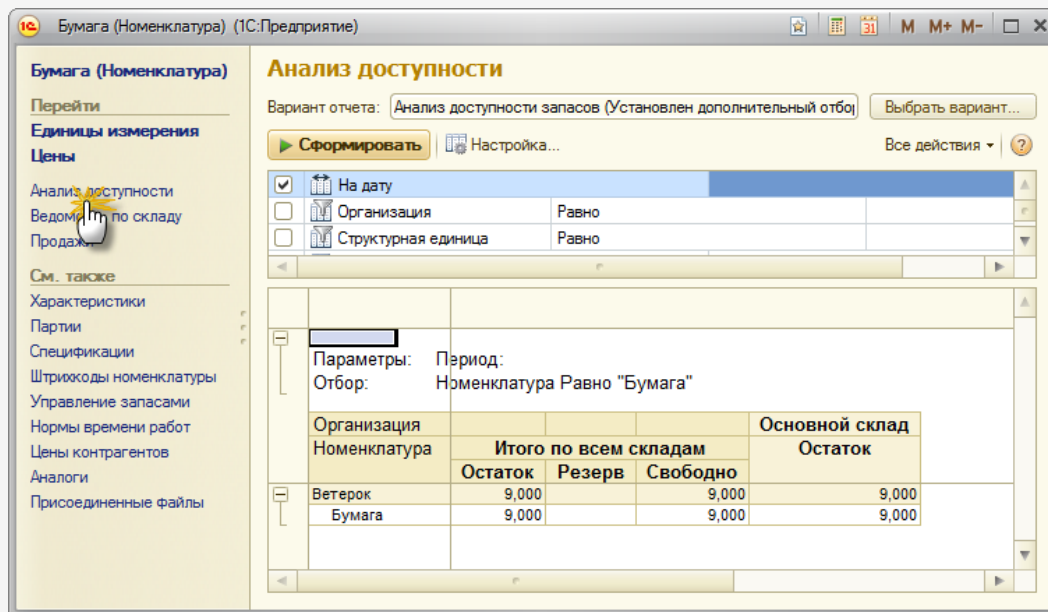 1С Бумага (Номенклатура) (1С:Предприятие) 31 M M+ M-
Бумага (Номенклатура)
Перейти
Единицы измерения
Цены
Анализ доступности
по складу
См. также
Характеристики
Партии
Спецификации
Штрихкоды номенклатуры
Управление запасами
Нормы времени работ
Цены контрагентов
Аналоги
Присоединенные файлы
Анализ доступности
Вариант отчета: Анализ доступности запасов (Установлен дополнительный отбор Выбрать вариант...
Сформировать Настройка... Все действия ?
На дату
Организация Равно
Структурная единица Равно
Параметры: Период:
Отбор: Номенклатура Равно "Бумага"
Организация Основной склад
Номенклатура Итого по всем складам Остаток
Остаток Резерв Свободно
Ветерок 9,000 9,000 9,000
Бумага 9,000 9,000 9,000